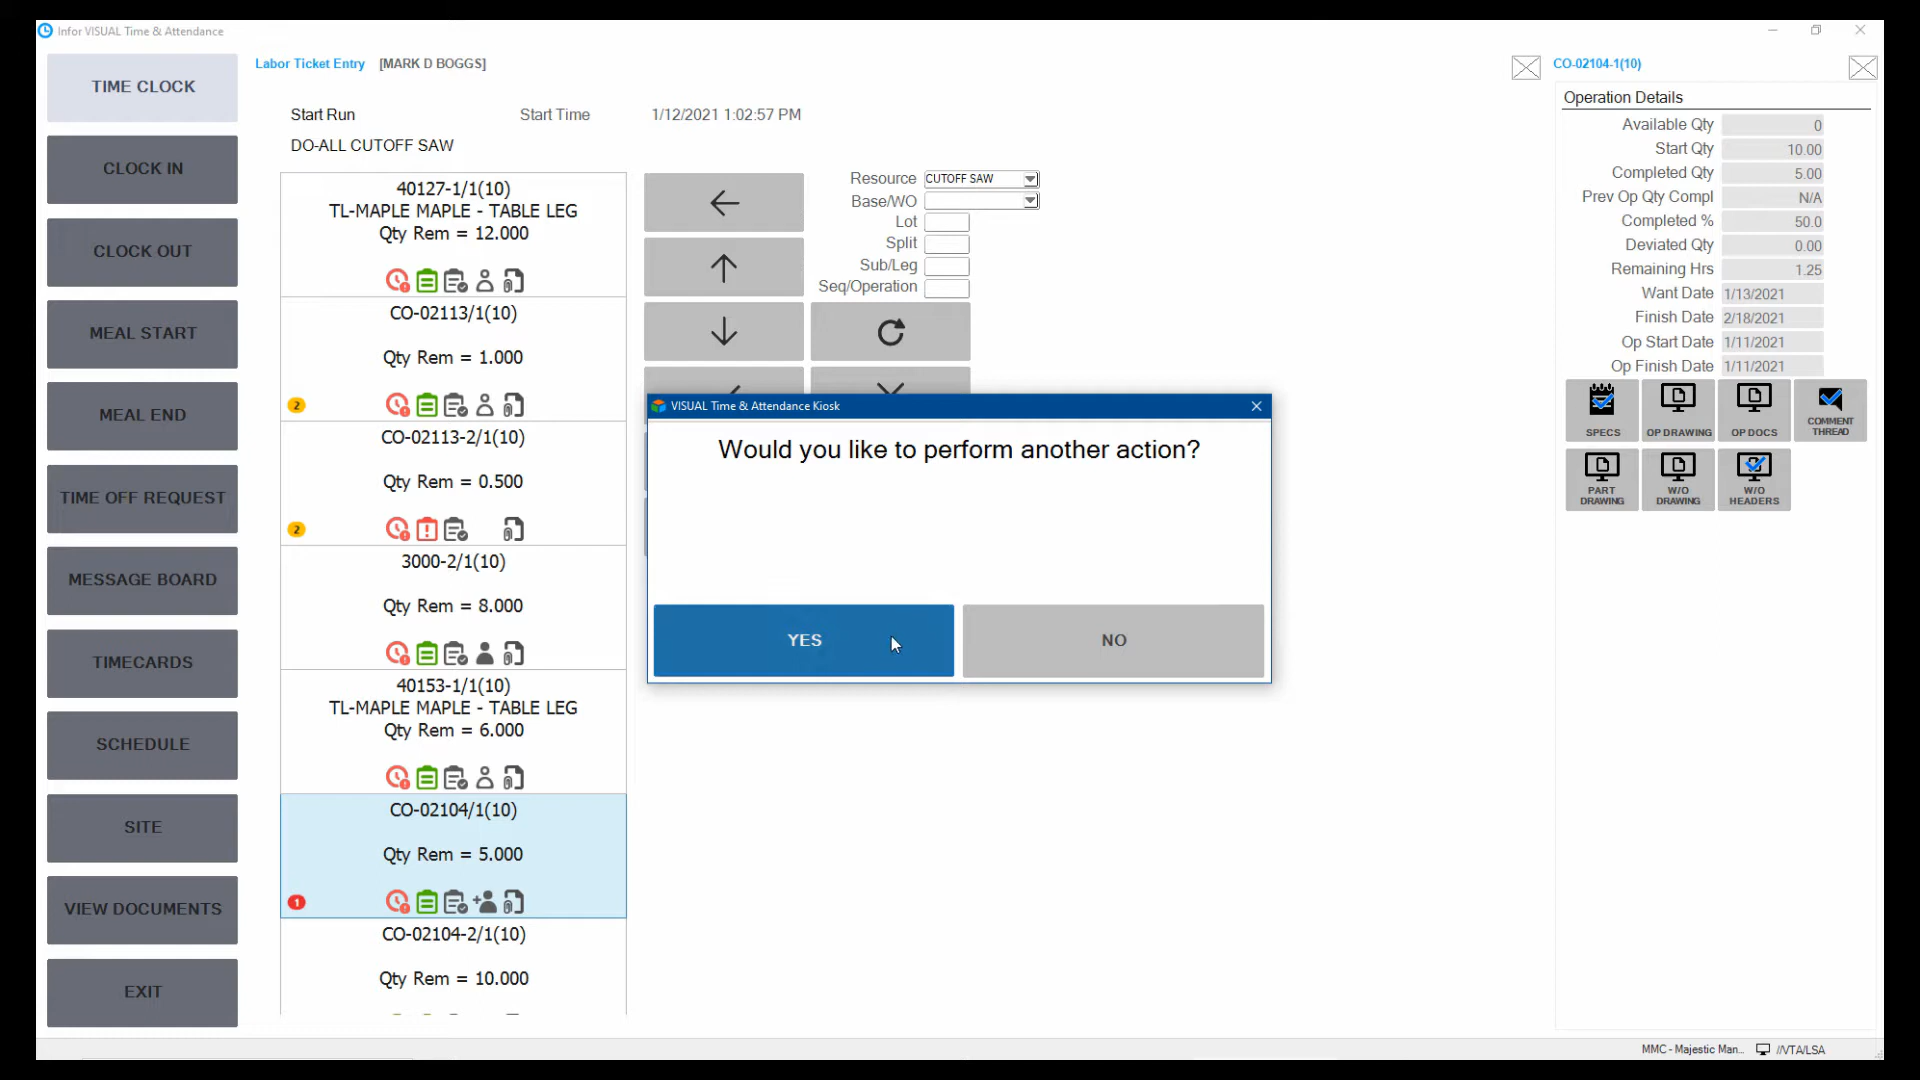 Infor VISUAL Time & Attendance
TIME CLOCK
CLOCK IN
CLOCK OUT
MEAL START
MEAL END
TIME OFF REQUEST
MESSAGE BOARD
TIMECARDS
SCHEDULE
SITE
VIEW DOCUMENTS
EXIT
Labor Ticket Entry [MARK D BOGGS]
Start Run Start Time 1/12/2021 1:02:57 PM
DO-ALL CUTOFF SAW
40127-1/1(10)
TL-MAPLE MAPLE - TABLE LEG
Qty Rem = 12.000
CO-02113/1(10)
Qty Rem = 1.000
2
CO-02113-2/1(10)
Qty Rem = 0.500
2
3000-2/1(10)
Qty Rem = 8.000
40153-1/1(10)
TL-MAPLE MAPLE - TABLE LEG
Qty Rem = 6.000
CO-02104/1(10)
Qty Rem = 5.000
1
CO-02104-2/1(10)
Qty Rem = 10.000
Resource CUTOFF SAW
Base/WO
Lot
Split
Sub/Leg
Seq/Operation
VISUAL Time & Attendance Kiosk
Would you like to perform another action?
YES NO
CO-02104-1(10)
Operation Details
Available Qty 0
Start Qty 10.00
Completed Qty 5.00
Prev Op Qty Compl N/A
Completed % 50.0
Deviated Qty 0.00
Remaining Hrs 1.25
Want Date 1/13/2021
Finish Date 2/18/2021
Op Start Date 1/11/2021
Op Finish Date 1/11/2021
SPECS
OP DRAWING
OP DOCS
COMMENT
THREAD
PART
DRAWING
W/O
DRAWING
W/O
HEADERS
MMC - Majestic Man... //VTA/LSA